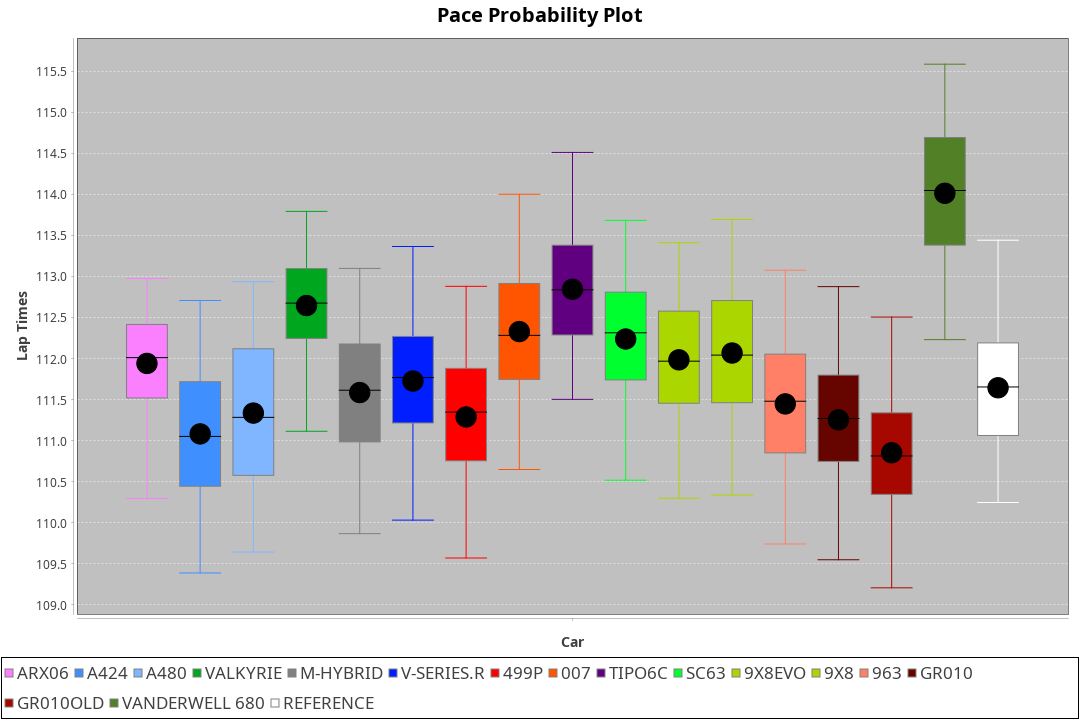 Pace Probability Plot
115.5
115.0
114.5
114.0
113.5
113.0
112.5
112.0
111.5
111.0
110.5
110.0
109.5
109.0
Lap Times
Car
ARX06 A424 A480 VALKYRIE M-HYBRID V-SERIES.R 499P 007 TIPO6C SC63 9X8EVO 9X8 963 GR010
GR010OLD VANDERWELL 680 REFERENCE